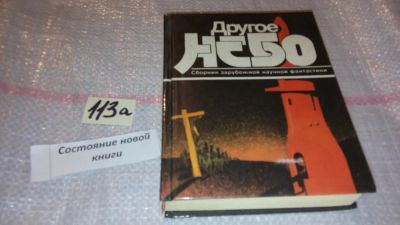 Другое
НЕБО
Сборник зарубежной научной фантастики
113а
Состояние новой
книги